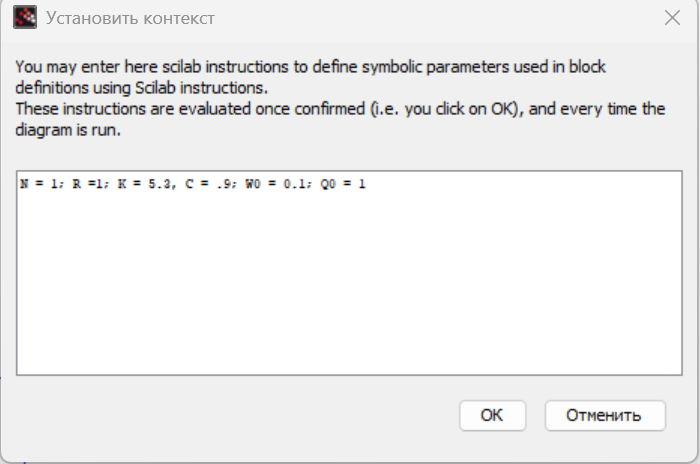 Установить контекст
You may enter here scilab instructions to define symbolic parameters used in block
definitions using Scilab instructions.
These instructions are evaluated once confirmed (i.e. you click on OK), and every time the
diagram is run.
N = 1; R =1; K = 5.3, C = .9; W0 = 0.1; Q0 = 1
OK
Отменить